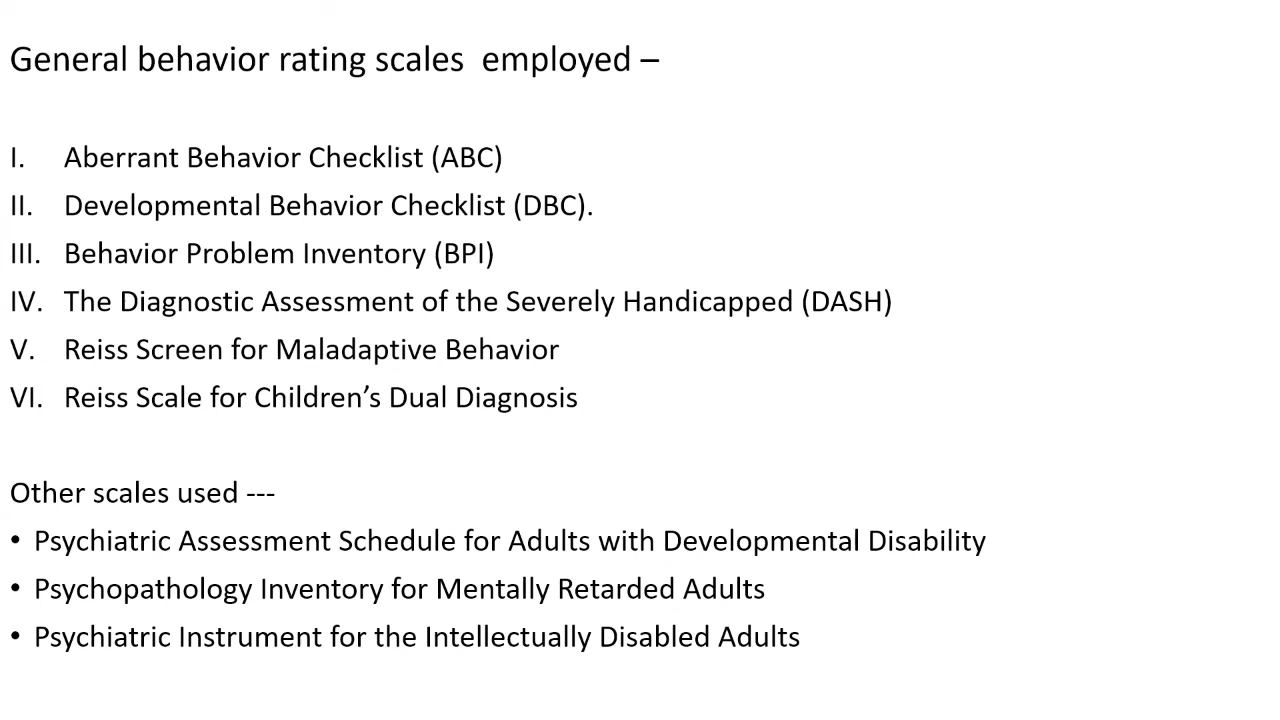 General behavior rating scales  employed –
I. Aberrant Behavior Checklist (ABC)
II. Developmental Behavior Checklist (DBC).
III. Behavior Problem Inventory (BPI)
IV. The Diagnostic Assessment of the Severely Handicapped (DASH)
V. Reiss Screen for Maladaptive Behavior
VI. Reiss Scale for Children’s Dual Diagnosis
Other scales used ---
• Psychiatric Assessment Schedule for Adults with Developmental Disability
• Psychopathology Inventory for Mentally Retarded Adults
• Psychiatric Instrument for the Intellectually Disabled Adults